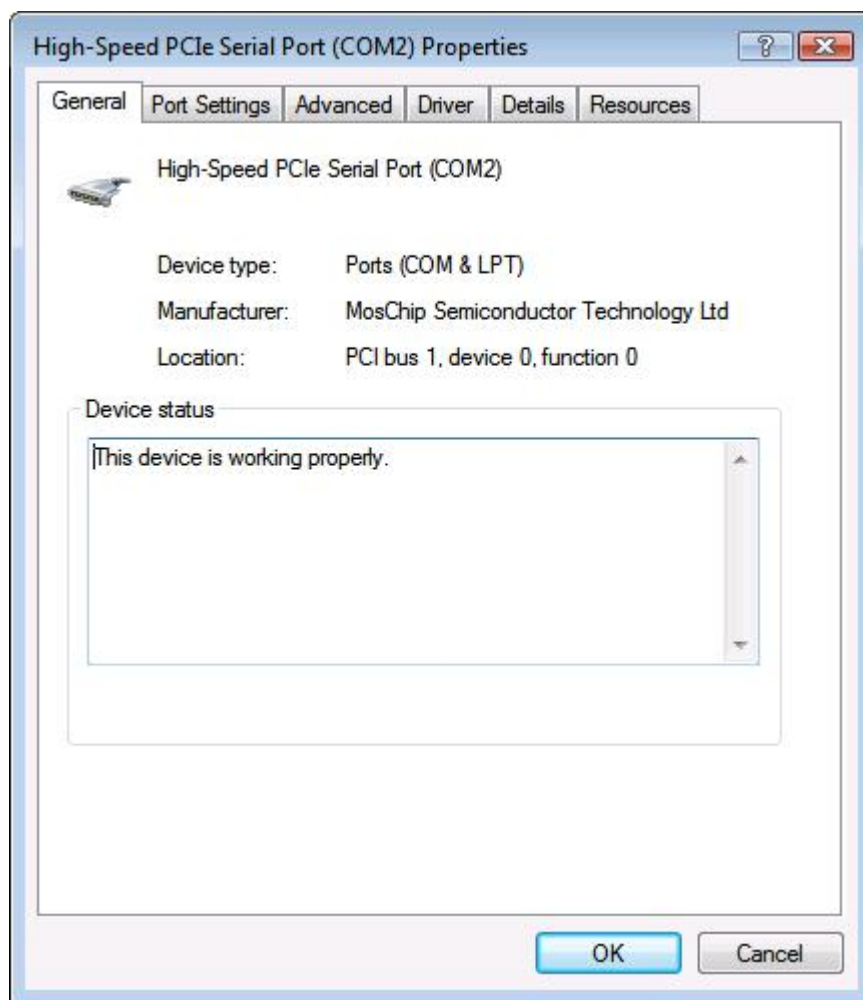 High-Speed PCIe Serial Port (COM2) Properties
General Port Settings Advanced Driver Details Resources
High-Speed PCIe Serial Port (COM2)
Device type: Ports (COM & LPT)
Manufacturer: MosChip Semiconductor Technology Ltd
Location: PCI bus 1, device 0, function 0
Device status
This device is working properly.
OK Cancel